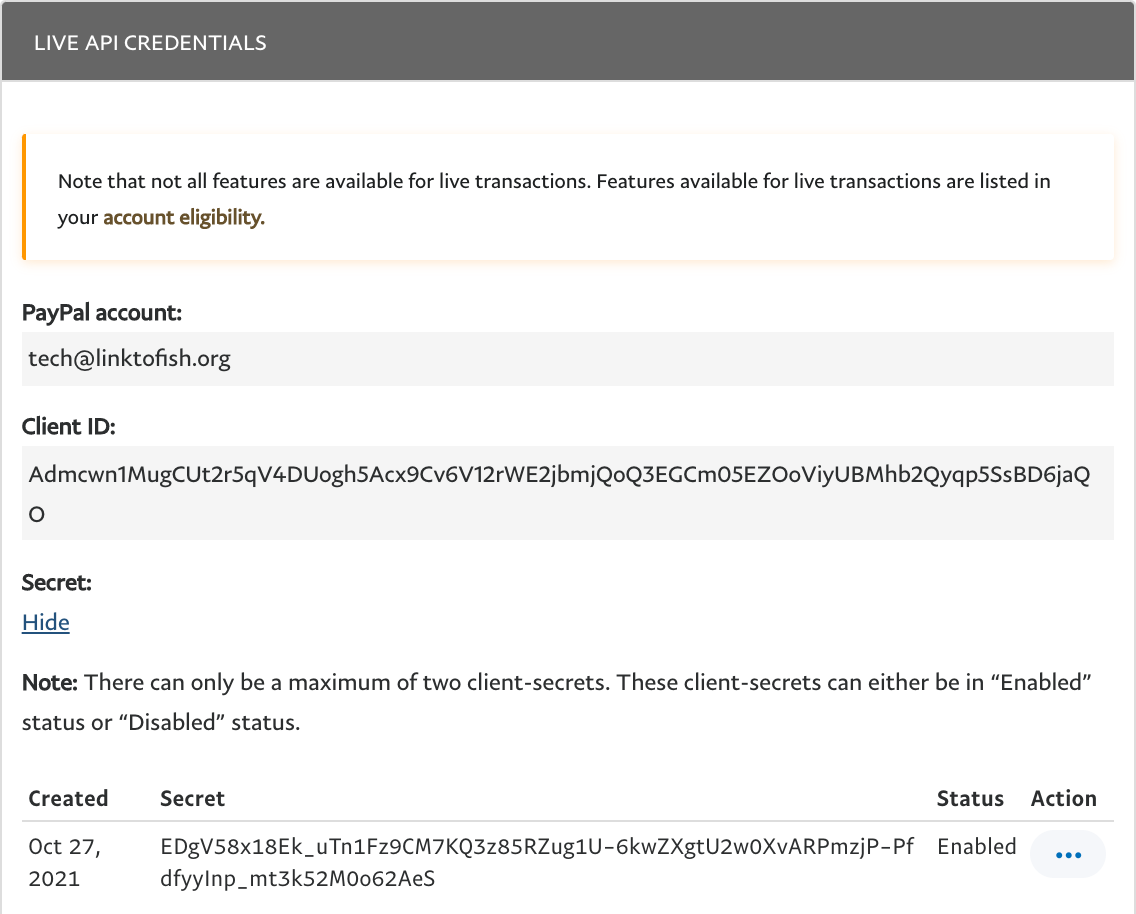 LIVE API CREDENTIALS
Note that not all features are available for live transactions. Features available for live transactions are listed in
your account eligibility.
PayPal account:
tech@linktofish.org
Client ID:
Admcwn1MugCUt2r5qV4DUogh5Acx9Cv6V12rWE2jbmjQoQ3EGCm05EZOoViyUBMhb2Qyqp5SsBD6jaQ
O
Secret:
Hide
Note: There can only be a maximum of two client-secrets. These client-secrets can either be in “Enabled”
status or “Disabled” status.
Created Secret Status Action
Oct 27, EDgV58x18Ek_uTn1Fz9CM7KQ3z85RZug1U-6kwZXgtU2w0XvARPmzjP-Pf Enabled
2021 dfyyInp_mt3k52M0o62AeS